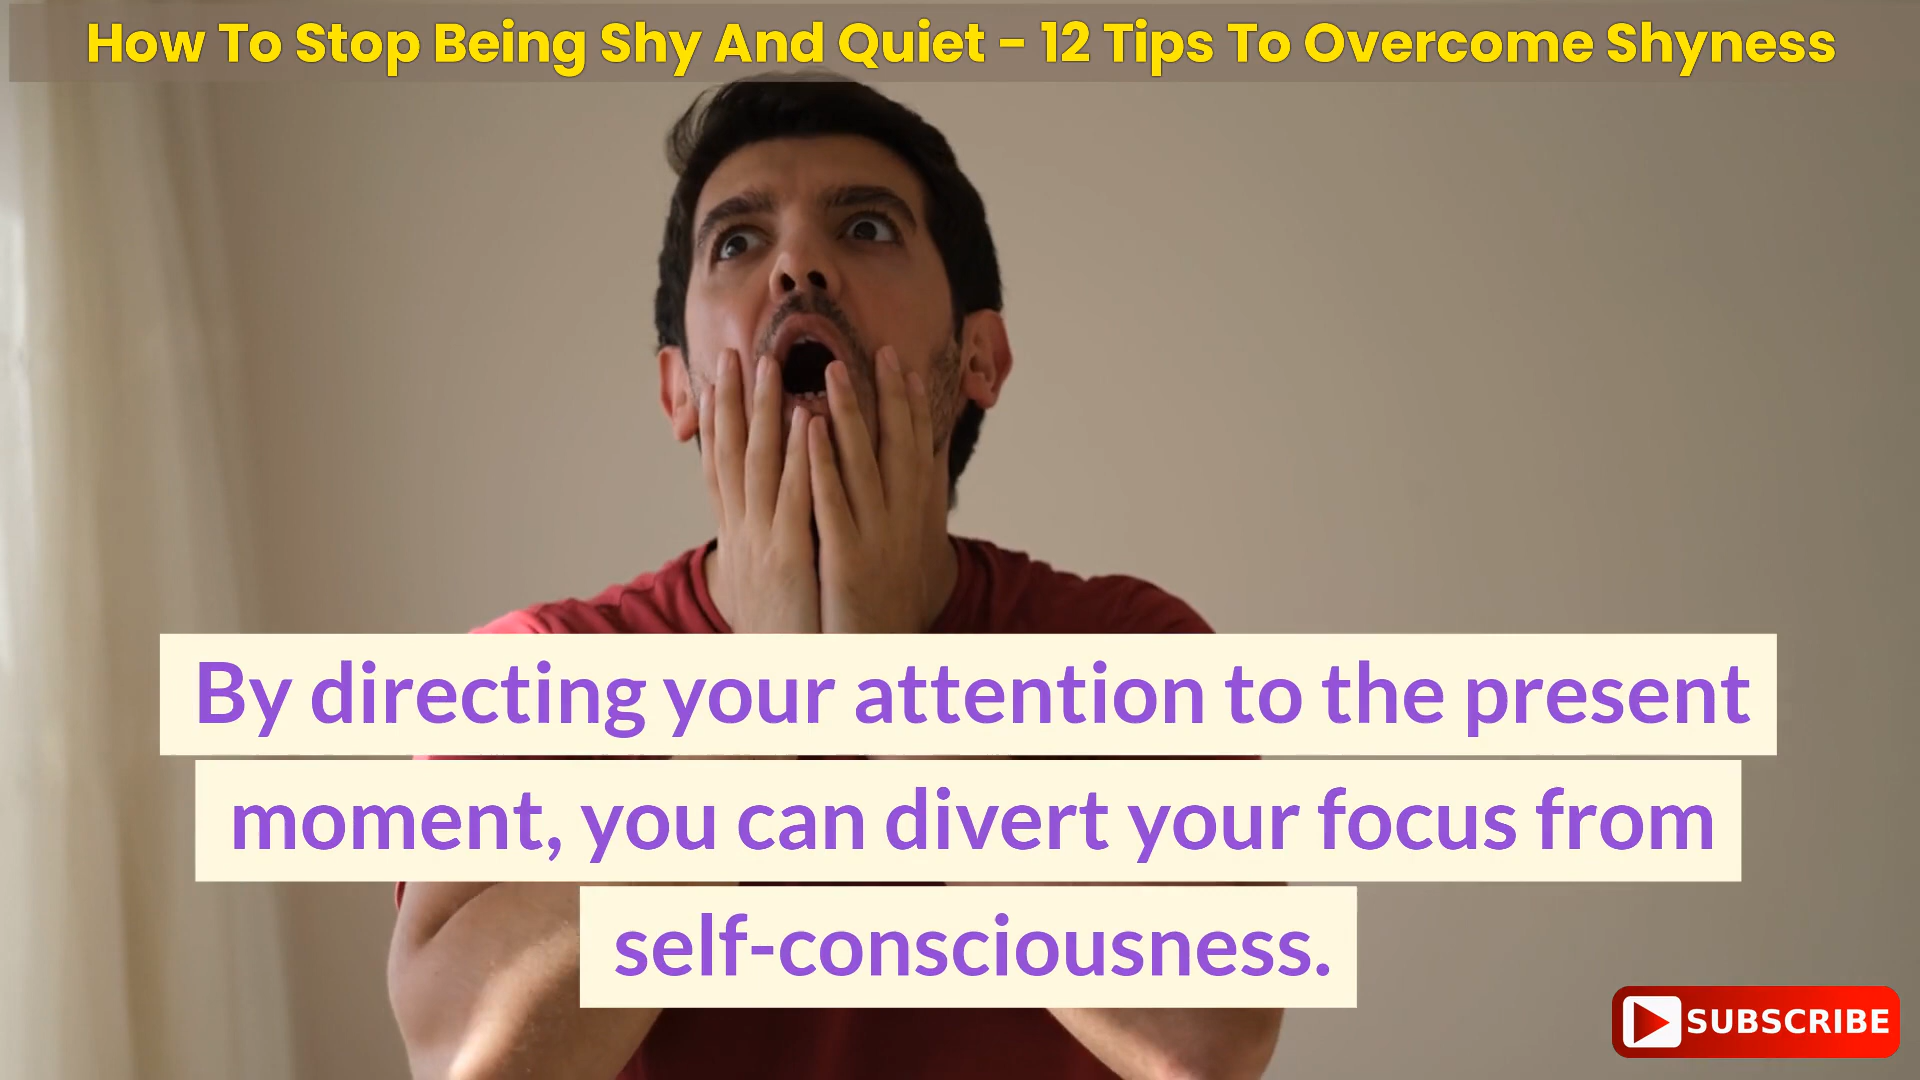 How To Stop Being Shy And Quiet - 12 Tips To Overcome Shyness
By directing your attention to the present
moment, you can divert your focus from
self-consciousness.
SUBSCRIBE